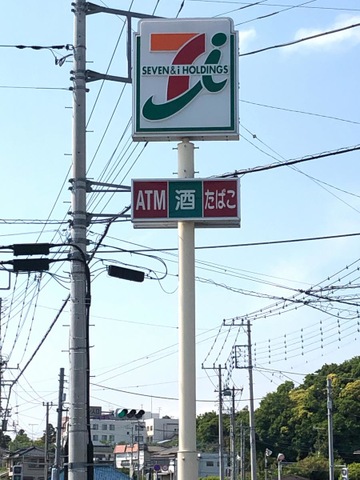 SEVEN&i HOLDINGS
ATM 酒 たばこ